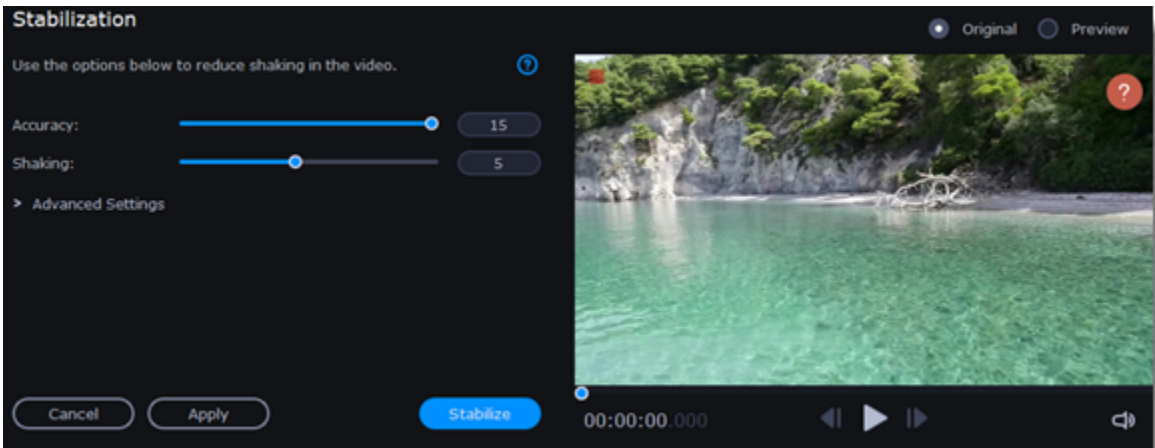 Stabilization
Original
Preview
Use the options below to reduce shaking in the video.
?
?
Accuracy:
15
Shaking:
5
> Advanced Settings
Cancel
Apply
Stabilize
00:00:00.000